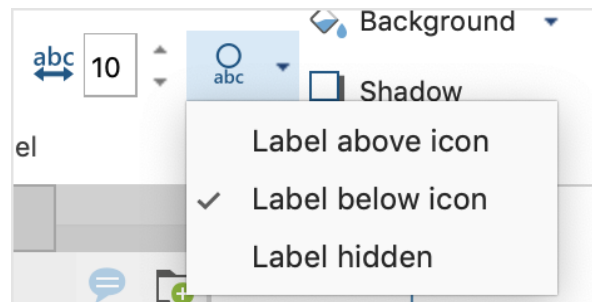 Background
abc
10
abc
Shadow
el
Label above icon
Label below icon
Label hidden